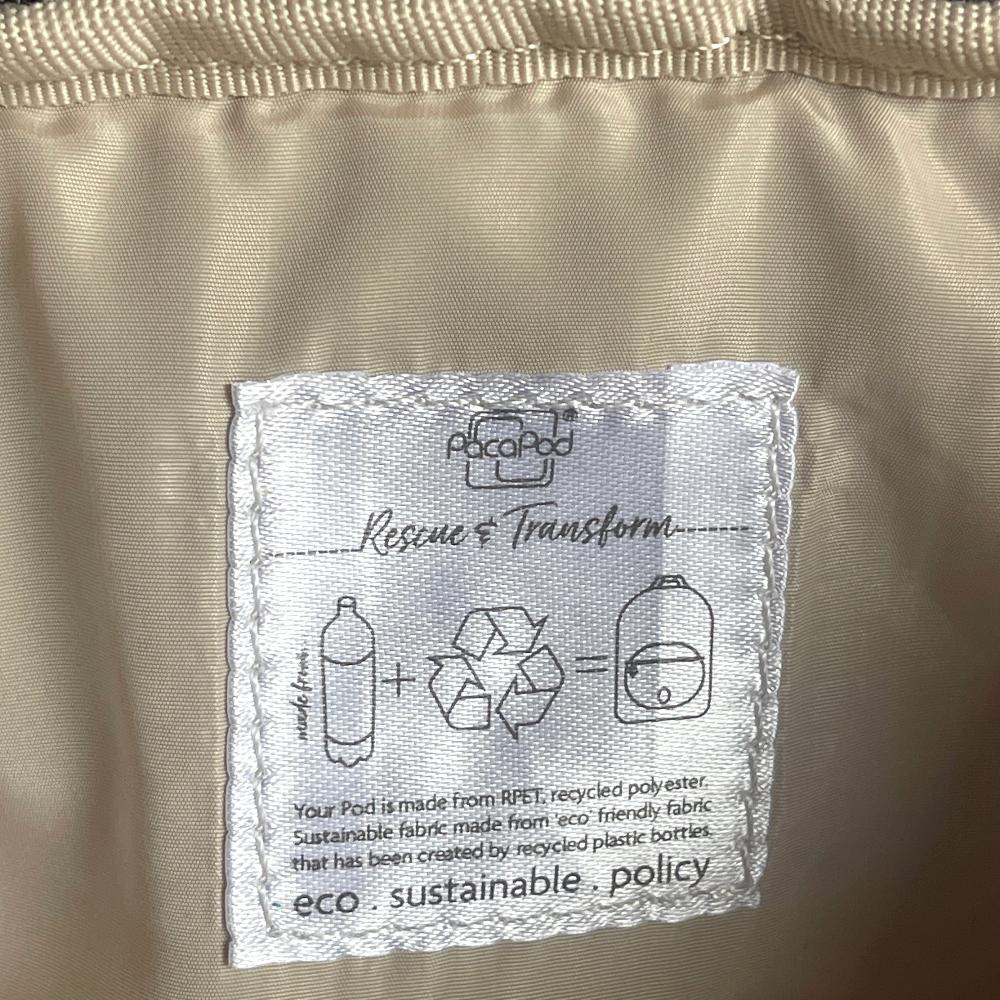 PacaPod®
Rescue & Transform
made from.
+ =
Your Pod is made from RPET, recycled polyester.
Sustainable fabric made from 'eco' friendly fabric
that has been created by recycled plastic bottles.
eco . sustainable . policy